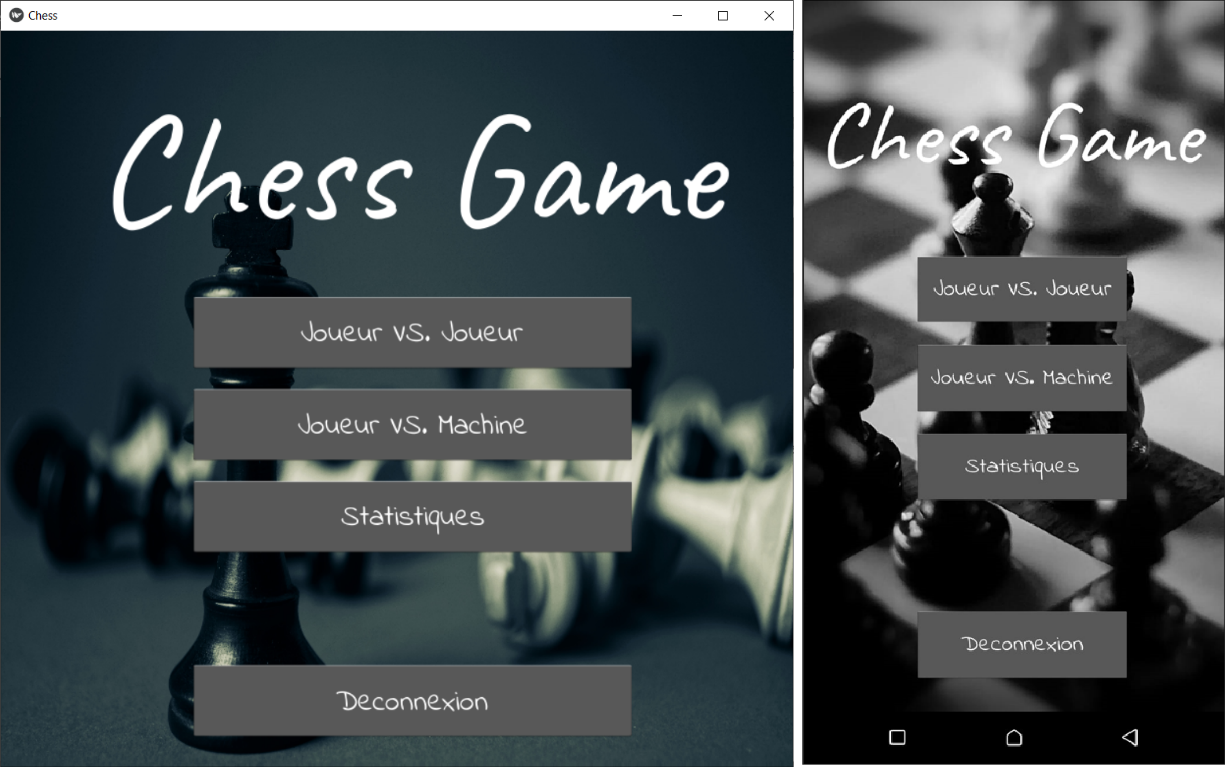 Chess
Chess Game
Joueur VS. Joueur
Joueur VS. Machine
Statistiques
Deconnexion
Chess Game
Joueur VS. Joueur
Joueur VS. Machine
Statistiques
Deconnexion